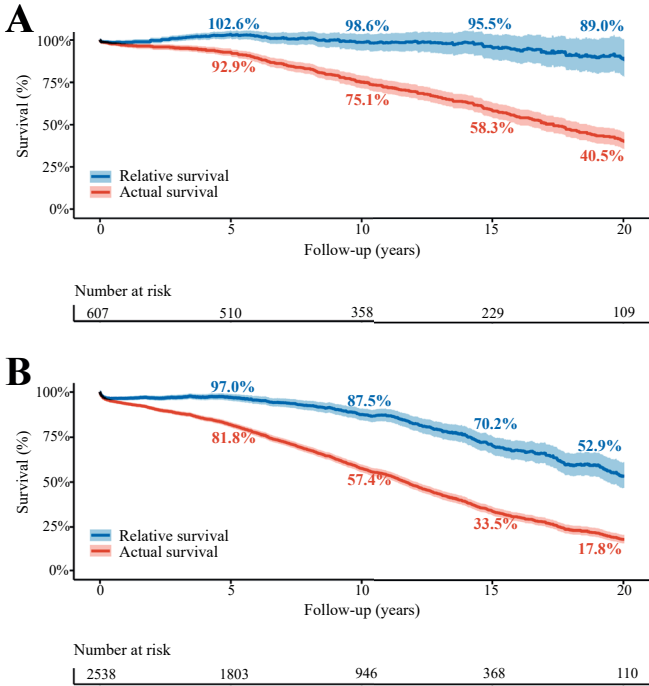 A
102.6%
98.6%
95.5%
89.0%
100%
75%
50%
25%
0%
Survival (%)
92.9%
75.1%
58.3%
40.5%
Relative survival
Actual survival
0 5 10 15 20
Follow-up (years)
Number at risk
607 510 358 229 109
B
97.0%
87.5%
70.2%
52.9%
100%
75%
50%
25%
0%
Survival (%)
81.8%
57.4%
33.5%
17.8%
Relative survival
Actual survival
0 5 10 15 20
Follow-up (years)
Number at risk
2538 1803 946 368 110